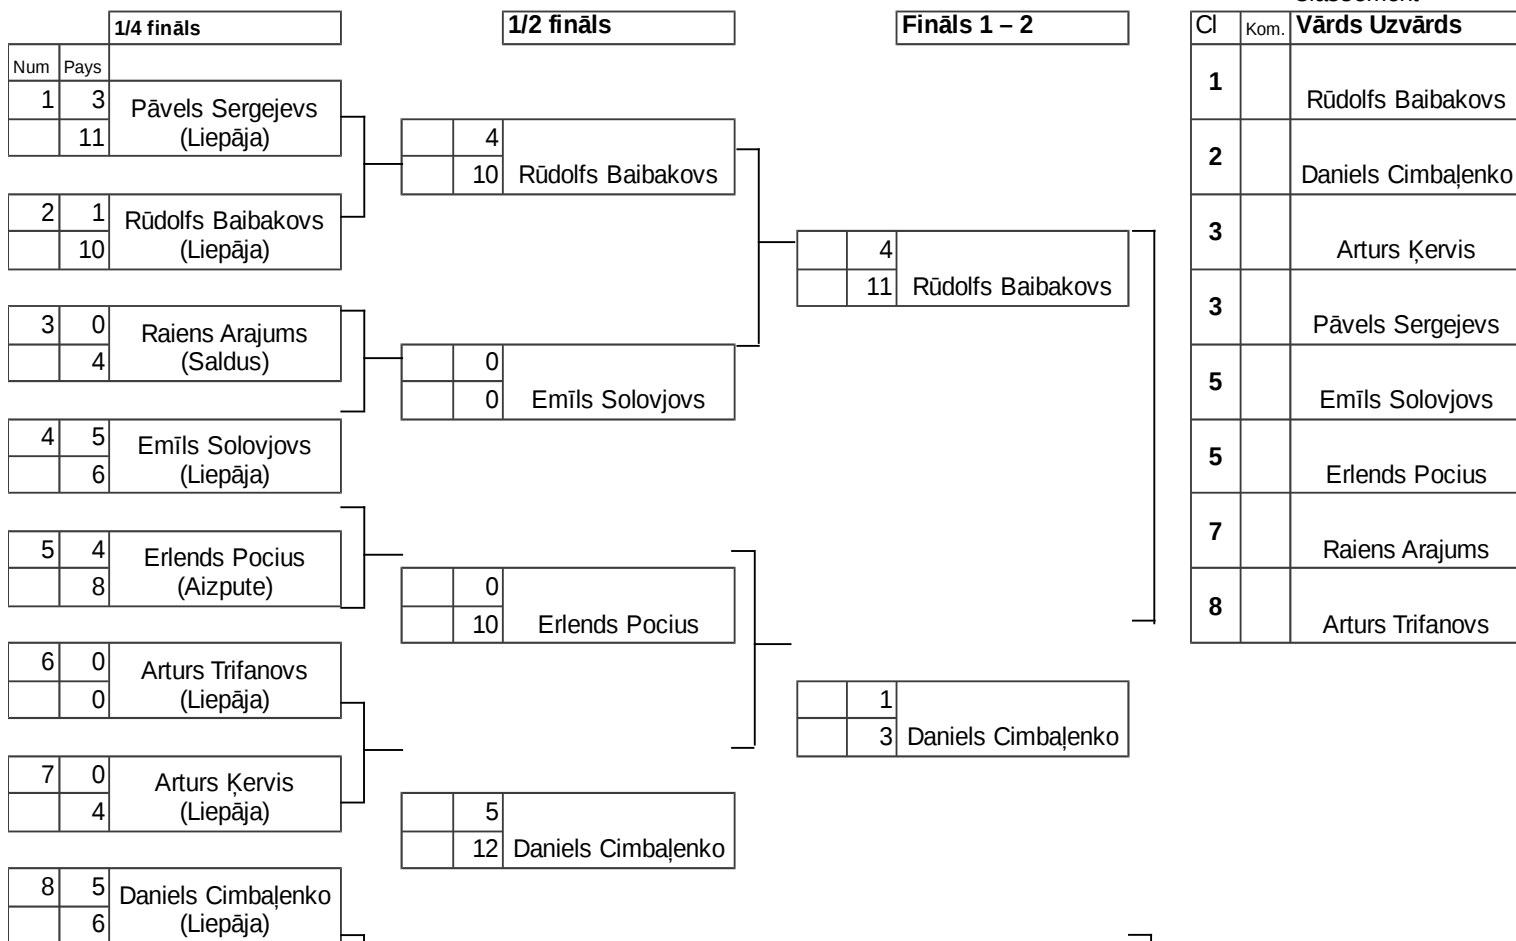 1/4 fināls
1/2 fināls
Fināls 1 – 2
Cl Kom. Vārds Uzvārds
Num Pays
1 3 Pāvels Sergejevs
11 (Liepāja)
2 1 Rūdolfs Baibakovs
10 (Liepāja)
3 0 Raiens Arajums
4 (Saldus)
4 5 Emīls Solovjovs
6 (Liepāja)
5 4 Erlends Pocius
8 (Aizpute)
6 0 Arturs Trifanovs
0 (Liepāja)
7 0 Arturs Ķervis
4 (Liepāja)
8 5 Daniels Cimbaļenko
6 (Liepāja)
4
10 Rūdolfs Baibakovs
0
0 Emīls Solovjovs
0
10 Erlends Pocius
5
12 Daniels Cimbaļenko
4
11 Rūdolfs Baibakovs
1
3 Daniels Cimbaļenko
1 Rūdolfs Baibakovs
2 Daniels Cimbaļenko
3 Arturs Ķervis
3 Pāvels Sergejevs
5 Emīls Solovjovs
5 Erlends Pocius
7 Raiens Arajums
8 Arturs Trifanovs